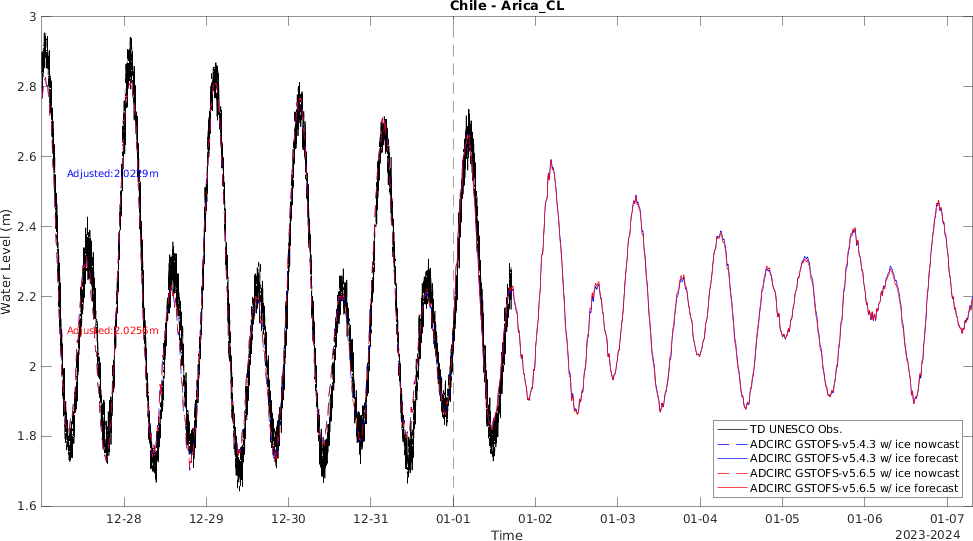 Chile - Arica_CL
3
2.8
2.6
2.4
2.2
2
1.8
1.6
Water Level (m)
Adjusted:2.0229m
Adjusted:2.0255m
TD UNESCO Obs.
ADCIRC GSTOFS-v5.4.3 w/ ice nowcast
ADCIRC GSTOFS-v5.4.3 w/ ice forecast
ADCIRC GSTOFS-v5.6.5 w/ ice nowcast
ADCIRC GSTOFS-v5.6.5 w/ ice forecast
12-28 12-29 12-30 12-31 01-01 01-02 01-03 01-04 01-05 01-06 01-07
Time
2023-2024